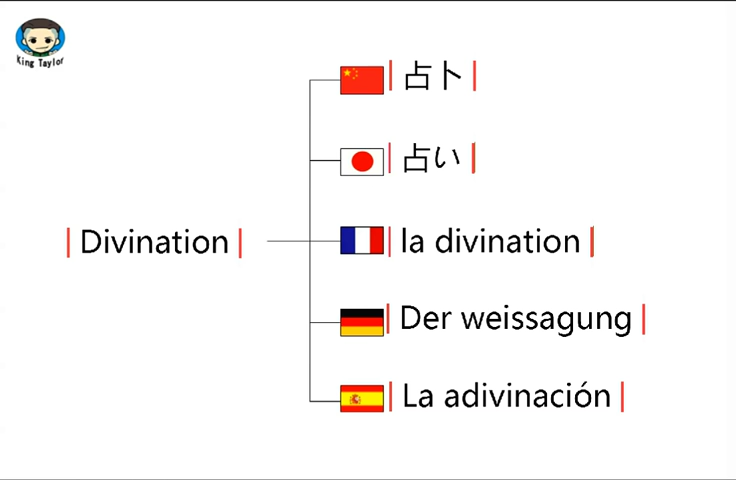 King Taylor
占卜
占い
Divination
la divination
Der weissagung
La adivinación